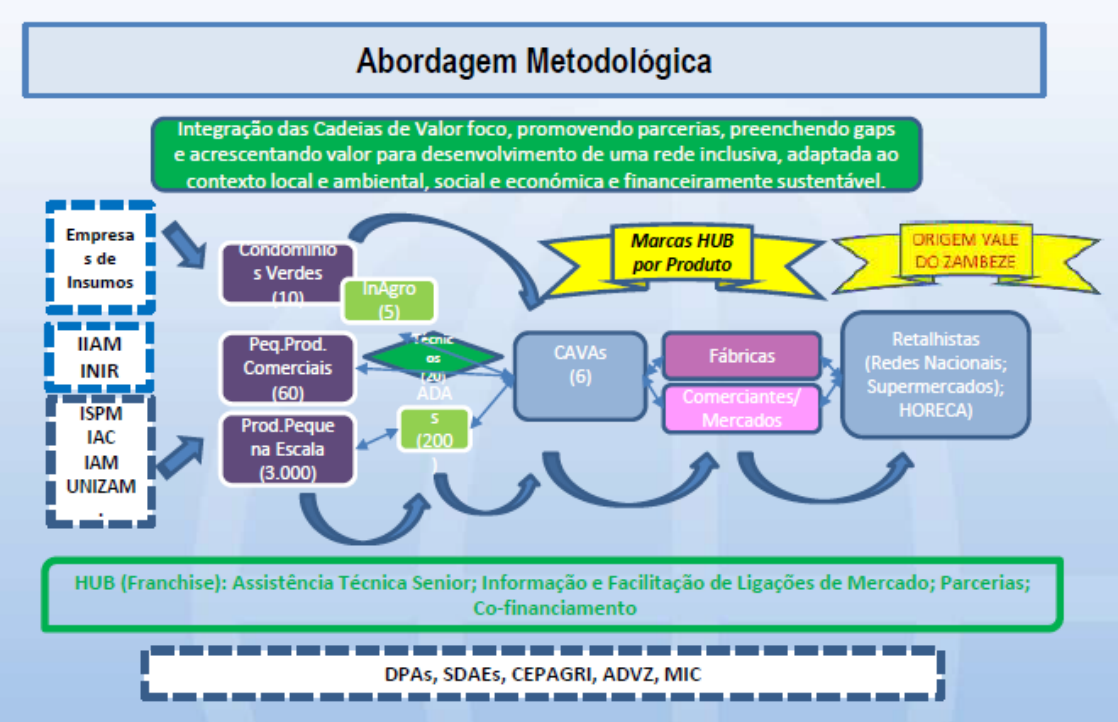 Abordagem Metodológica
Integração das Cadeias de Valor foco, promovendo parcerias, preenchendo gaps
e acrescentando valor para desenvolvimento de uma rede inclusiva, adaptada ao
contexto local e ambiental, social e económica e financeiramente sustentável.
Empresa
s de
Insumos
IIAM
INIR
ISPM
IAC
IAM
UNIZAM
.
Condomínio
s Verdes
(10)
InAgro
(5)
Peq.Prod.
Comerciais
(60)
Prod.Peque
na Escala
(3.000)
Técnic
os
(20)
ADA
s
(200
)
CAVAs
(6)
Marcas HUB
por Produto
Fábricas
Comerciantes/
Mercados
ORIGEM VALE
DO ZAMBEZE
Retalhistas
(Redes Nacionais;
Supermercados);
HORECA)
HUB (Franchise): Assistência Técnica Senior; Informação e Facilitação de Ligações de Mercado; Parcerias;
Co-financiamento
DPAs, SDAEs, CEPAGRI, ADVZ, MIC